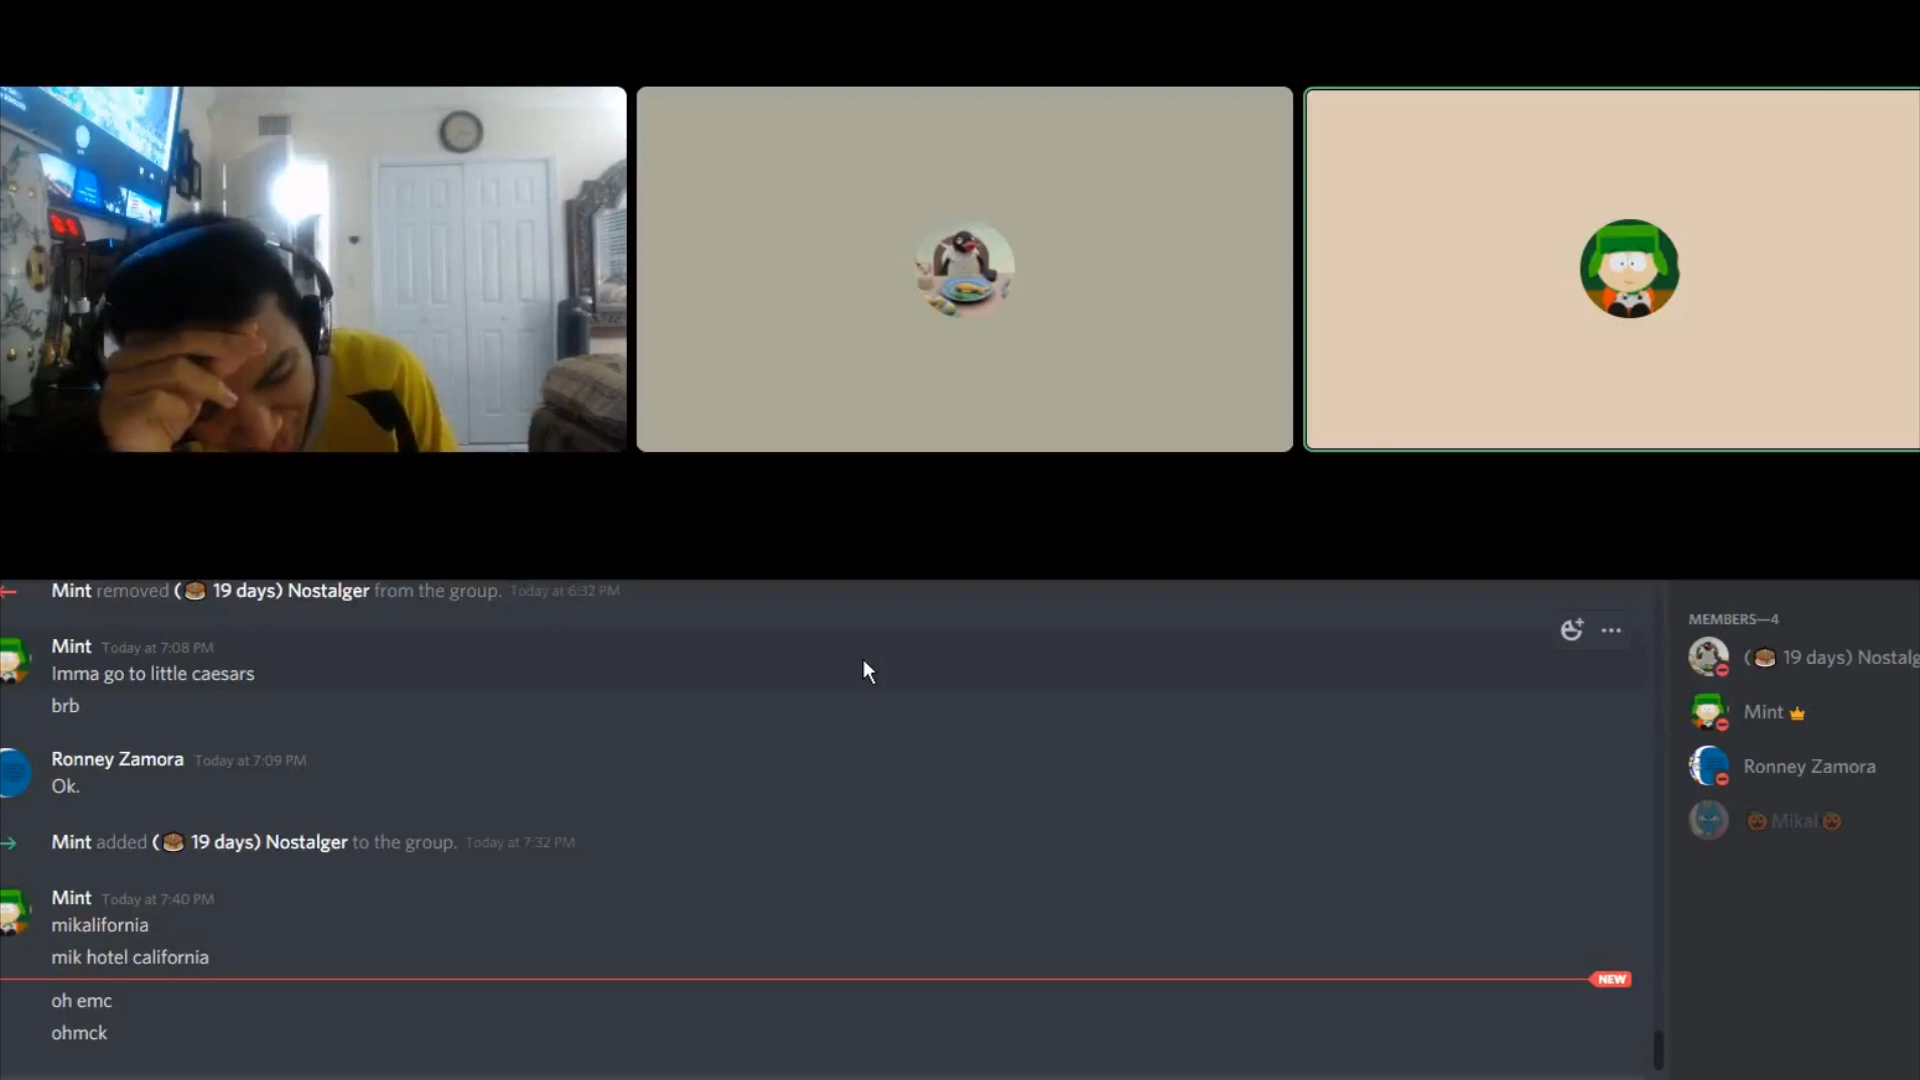 Mint removed ( 19 days) Nostalger from the group. Today at 6:32 PM
Mint Today at 7:08 PM
Imma go to little caesars
brb
Ronney Zamora Today at 7:09 PM
Ok.
Mint added ( 19 days) Nostalger to the group. Today at 7:32 PM
Mint Today at 7:40 PM
mikalifornia
mik hotel california
NEW
oh emc
ohmck
MEMBERS—4
( 19 days) Nostalg
Mint
Ronney Zamora
Mikal